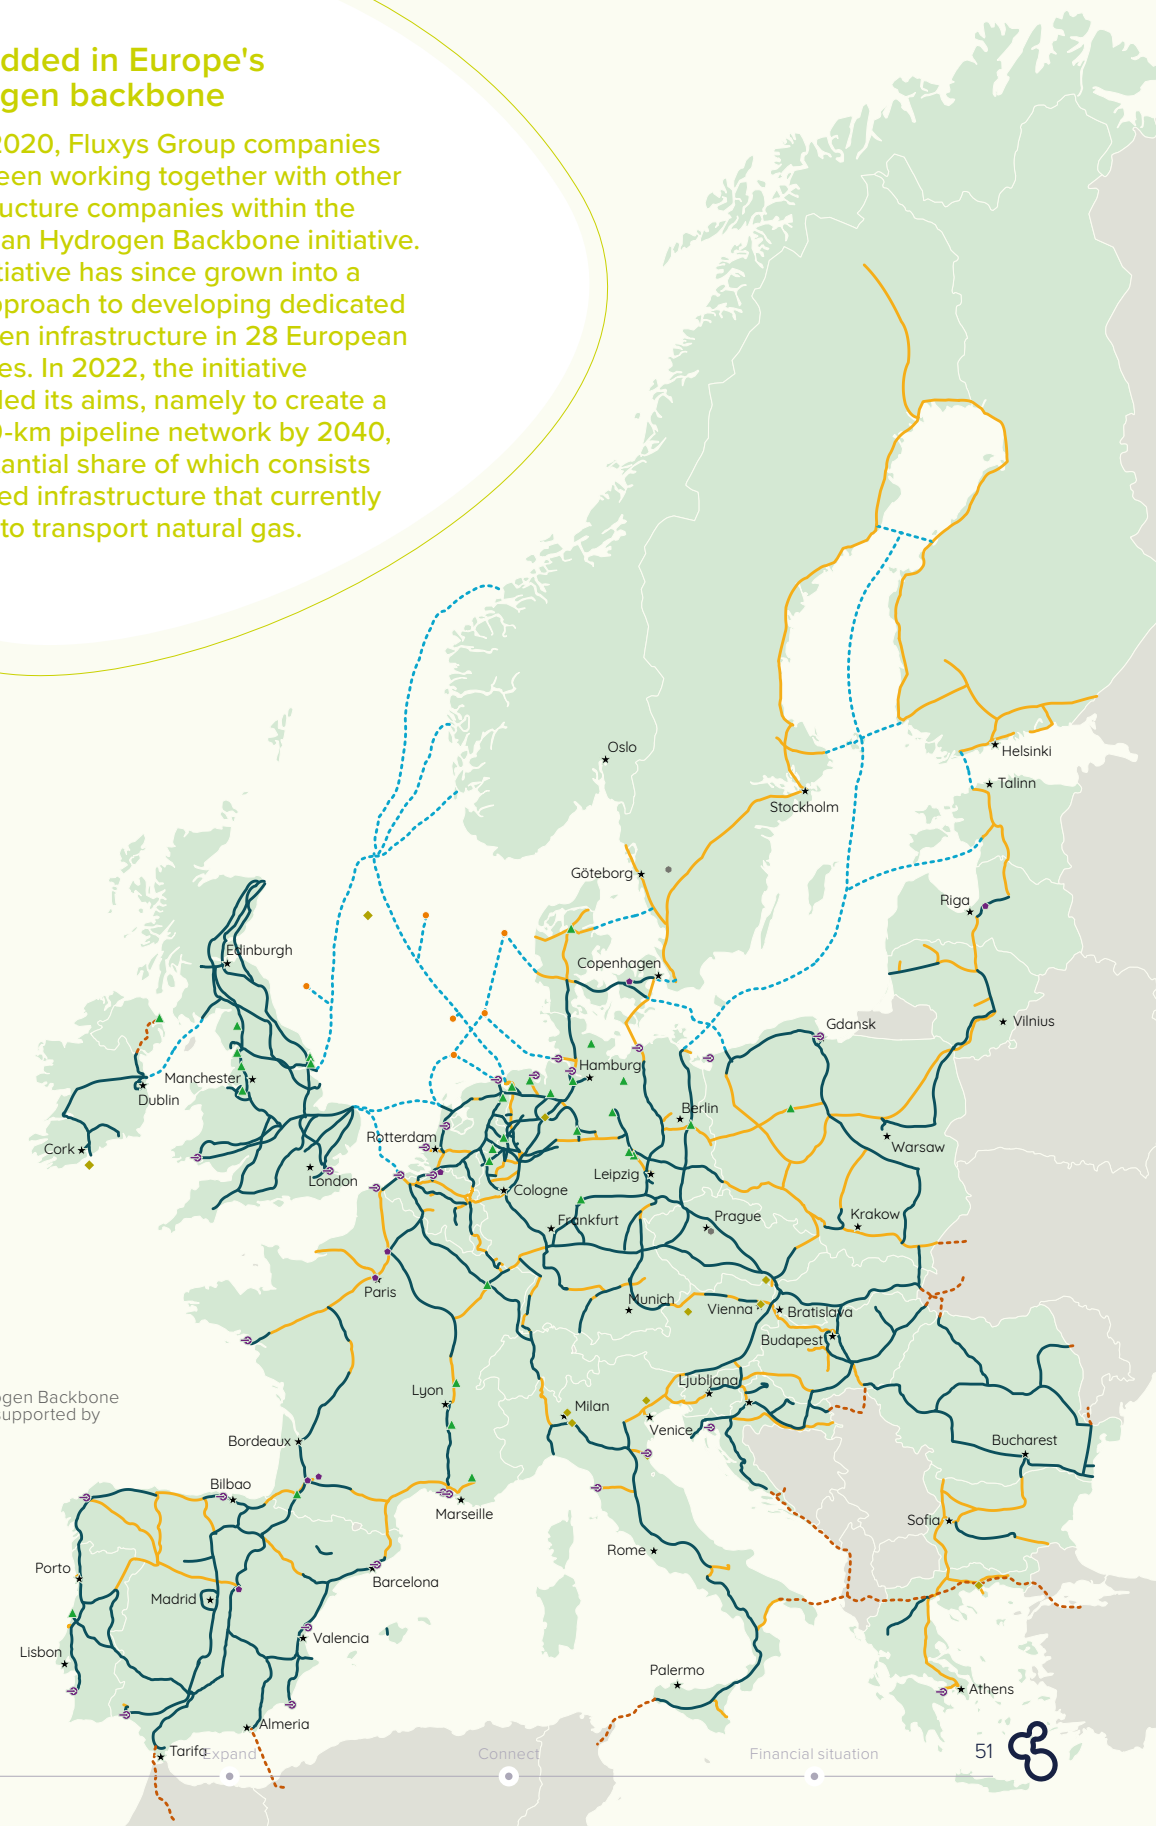 dded in Europe's
gen backbone
2020, Fluxys Group companies
een working together with other
ucture companies within the
an Hydrogen Backbone initiative.
tiative has since grown into a
pproach to developing dedicated
en infrastructure in 28 European
es. In 2022, the initiative
led its aims, namely to create a
0-km pipeline network by 2040,
antial share of which consists
ed infrastructure that currently
to transport natural gas.
Oslo
Helsinki
Talinn
Stockholm
Göteborg
Riga
Edinburgh
Copenhagen
Gdansk
Vilnius
Hamburg
Manchester
Dublin
Berlin
Rotterdam
Warsaw
Cork
Leipzig
London
Cologne
Frankfurt
Prague
Krakow
Paris
Munich
Vienna
Bratislava
Budapest
Ljubljana
Lyon
ogen Backbone
supported by
Milan
Venice
Bordeaux
Bucharest
Bilbao
Marseille
Sofia
Rome
Porto
Barcelona
Madrid
Valencia
Lisbon
Palermo
Athens
Almeria
Tarifa
Expand
Connect
Financial situation
51